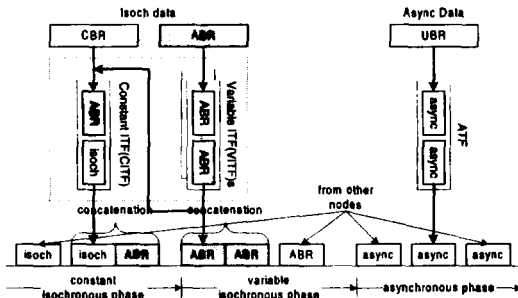 Isoch data
Async Data
CBR
ABR
UBR
Constant ITF(CITF)
ABR
isoch
Variable ITF(VITF)s
ABR
ABR
ATF
async
async
concatenation
concatenation
from other
nodes
isoch
isoch
ABR
ABR
ABR
ABR
async
async
async
constant
isochronous phase
variable
isochronous phase
asynchronous phase